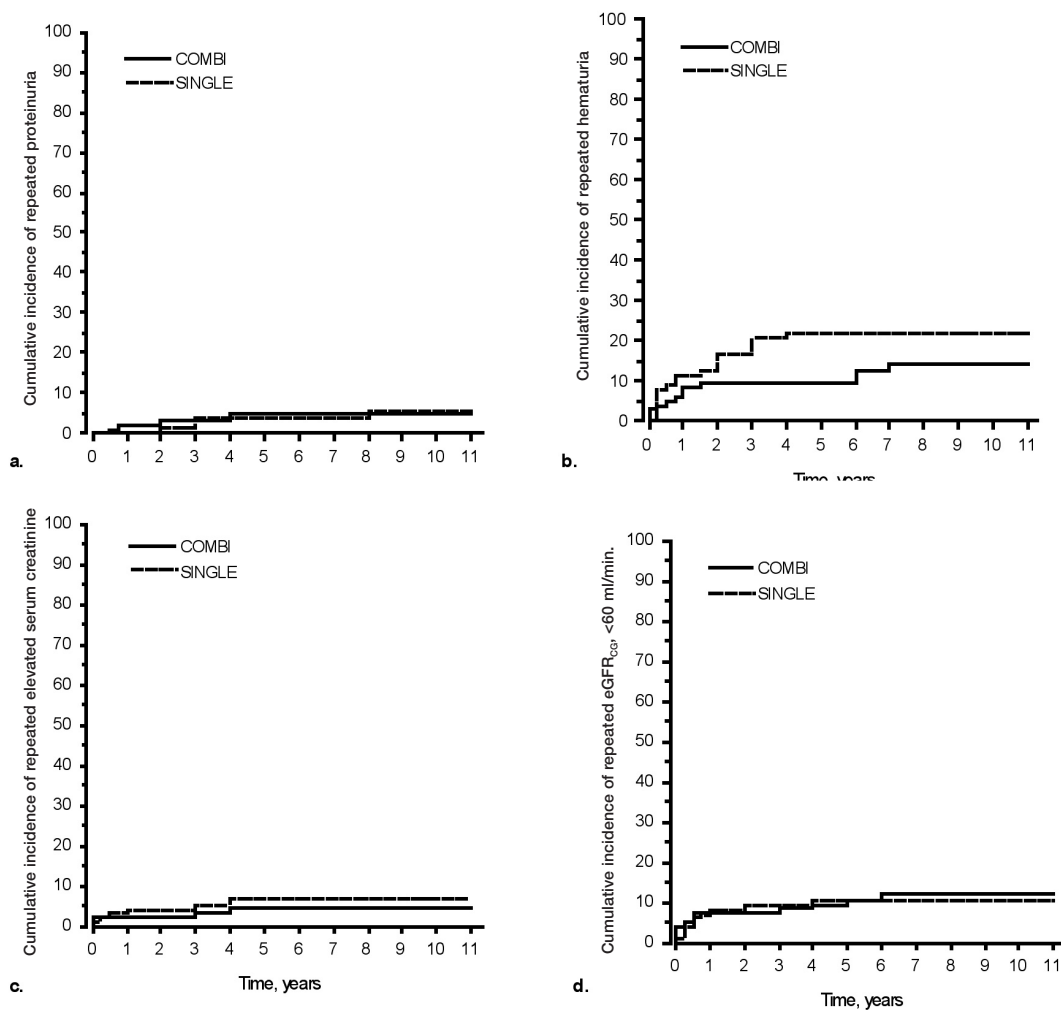 Cumulative incidence of repeated proteinuria
100
90
80
70
60
50
40
30
20
10
0
COMBI
SINGLE
0 1 2 3 4 5 6 7 8 9 10 11
a.
Cumulative incidence of repeated hematuria
100
90
80
70
60
50
40
30
20
10
0
COMBI
SINGLE
0 1 2 3 4 5 6 7 8 9 10 11
b.
Time, years
Cumulative incidence of repeated elevated serum creatinine
100
90
80
70
60
50
40
30
20
10
0
COMBI
SINGLE
0 1 2 3 4 5 6 7 8 9 10 11
Time, years
c.
Cumulative incidence of repeated eGFRCG, <60 ml/min.
100
90
80
70
60
50
40
30
20
10
0
COMBI
SINGLE
0 1 2 3 4 5 6 7 8 9 10 11
Time, years
d.